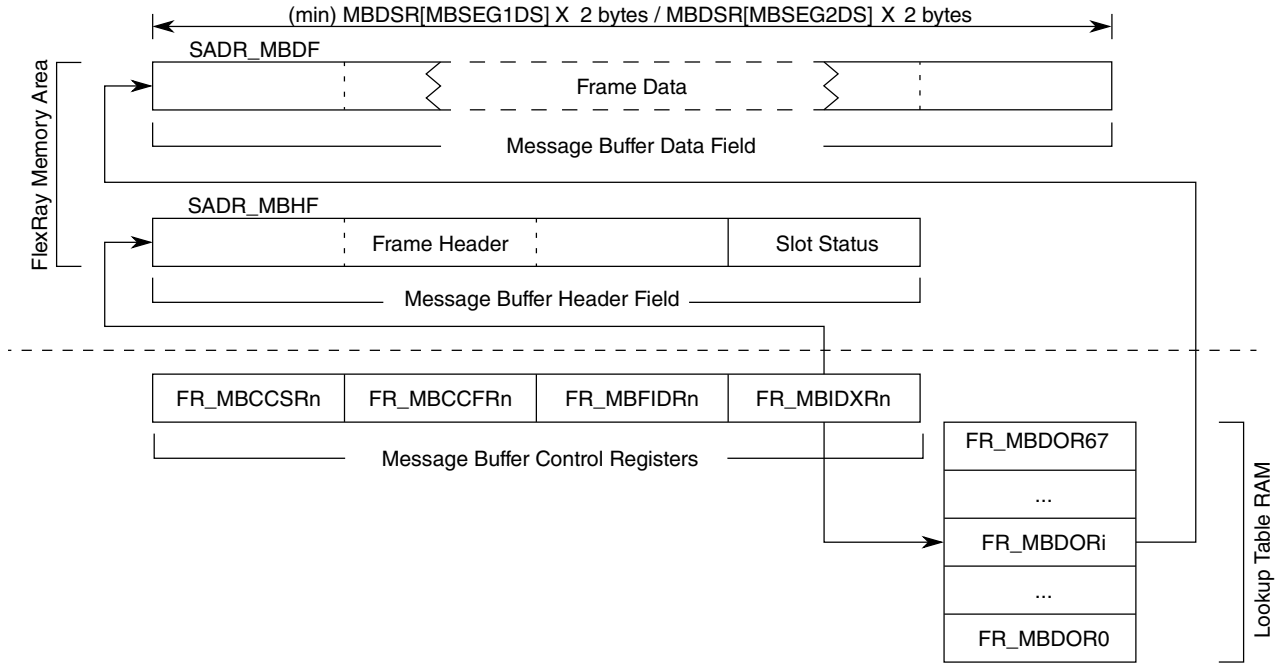 (min) MBDSR[MBSEG1DS] X 2 bytes / MBDSR[MBSEG2DS] X 2 bytes
SADR_MBDF
Frame Data
Message Buffer Data Field
FlexRay Memory Area
SADR_MBHF
Frame Header
Slot Status
Message Buffer Header Field
FR_MBCCSRn
FR_MBCCFRn
FR_MBFIDRn
FR_MBIDXRn
Message Buffer Control Registers
FR_MBDOR67
...
FR_MBDORi
...
FR_MBDOR0
Lookup Table RAM